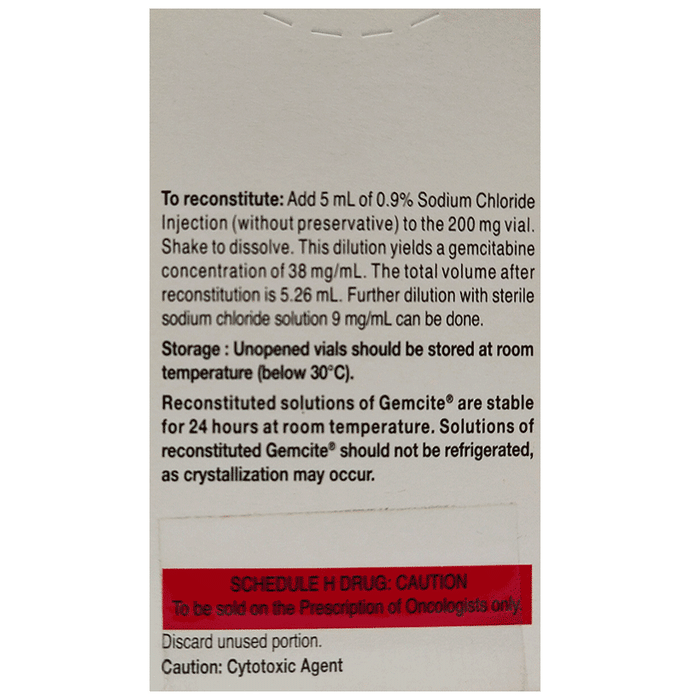 To reconstitute: Add 5 mL of 0.9% Sodium Chloride
Injection (without preservative) to the 200 mg vial.
Shake to dissolve. This dilution yields a gemcitabine
concentration of 38 mg/mL. The total volume after
reconstitution is 5.26 mL. Further dilution with sterile
sodium chloride solution 9 mg/mL can be done.
Storage : Unopened vials should be stored at room
temperature (below 30°C).
Reconstituted solutions of Gemcite® are stable
for 24 hours at room temperature. Solutions of
reconstituted Gemcite® should not be refrigerated,
as crystallization may occur.
SCHEDULE H DRUG: CAUTION
To be sold on the Prescription of Oncologists only.
Discard unused portion.
Caution: Cytotoxic Agent